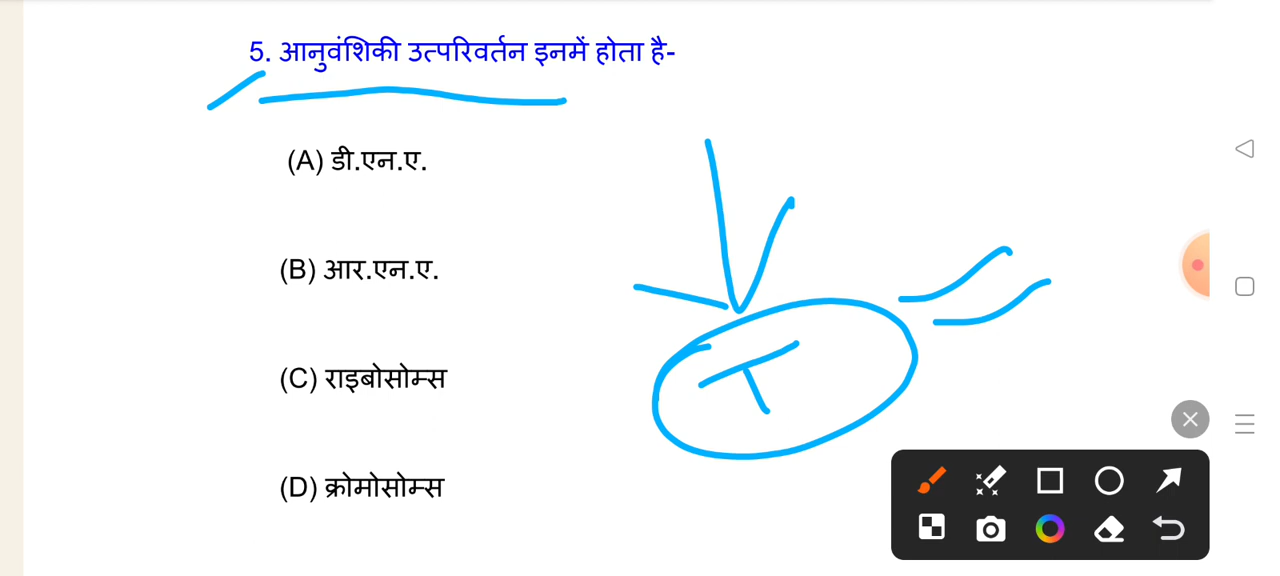 5. आनुवंशिकी उत्परिवर्तन इनमें होता है-
(A) डी.एन.ए.
(B) आर.एन.ए.
(C) राइबोसोम्स
(D) क्रोमोसोम्स